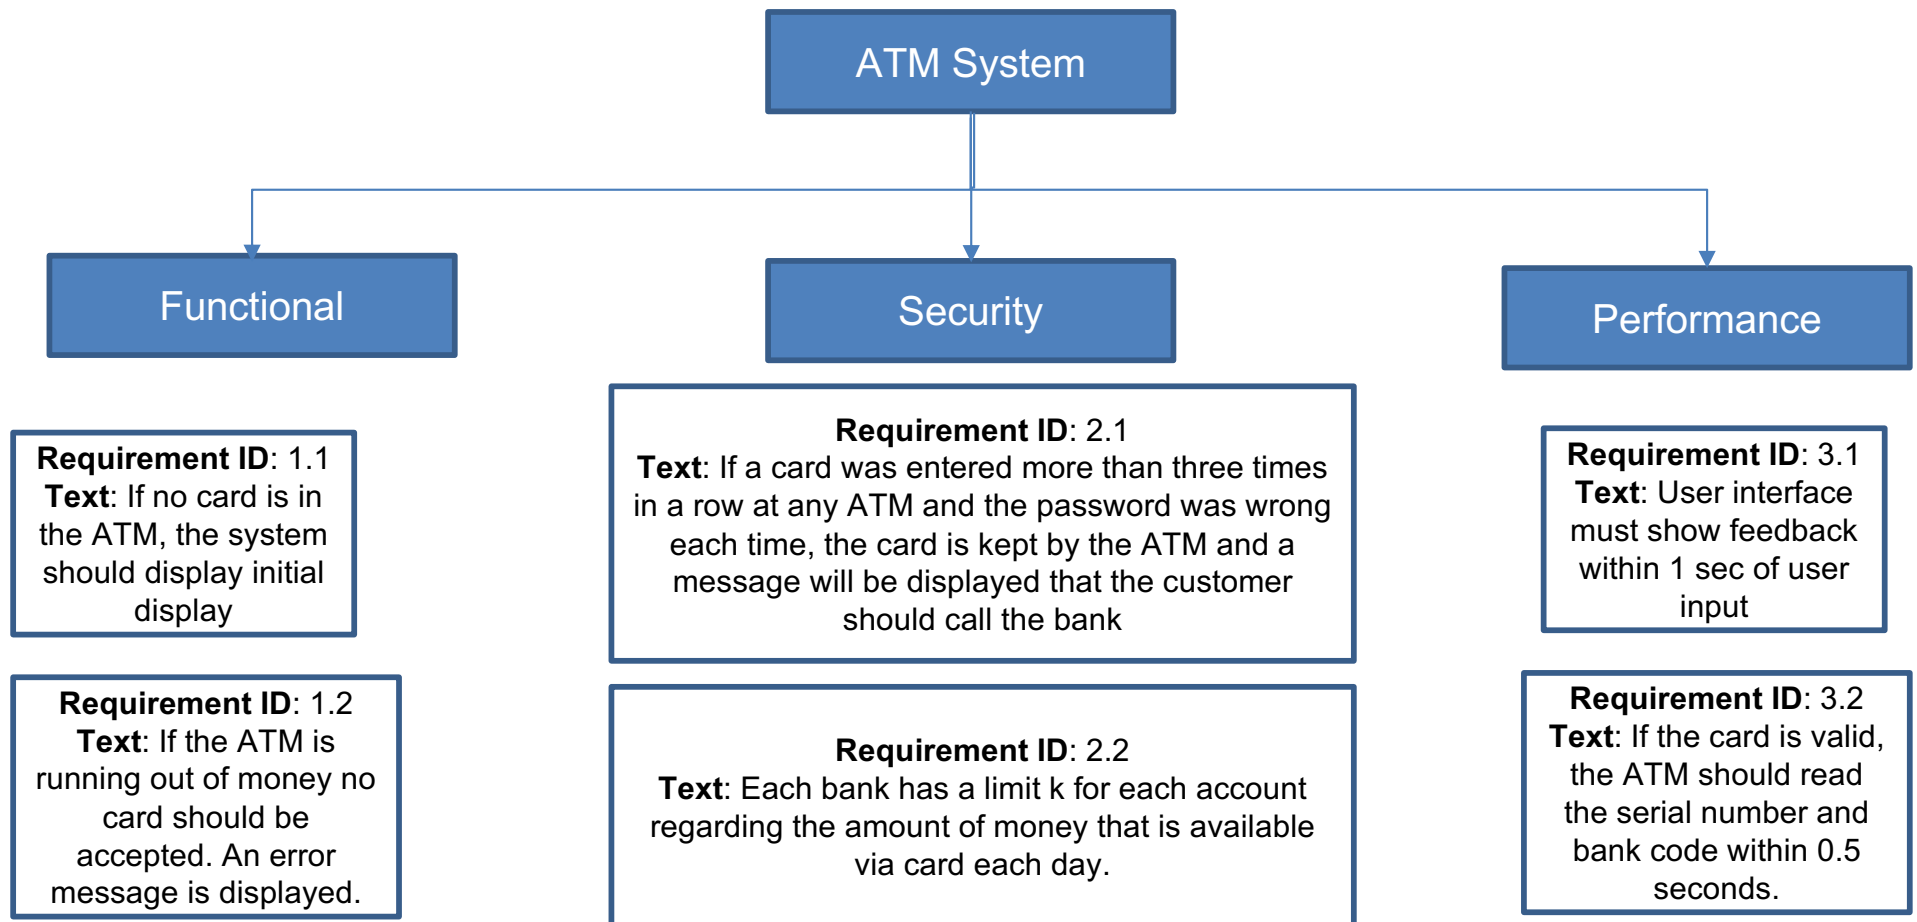 ATM System
Functional
Security
Performance
Requirement ID: 1.1
Text: If no card is in
the ATM, the system
should display initial
display
Requirement ID: 1.2
Text: If the ATM is
running out of money no
card should be
accepted. An error
message is displayed.
Requirement ID: 2.1
Text: If a card was entered more than three times
in a row at any ATM and the password was wrong
each time, the card is kept by the ATM and a
message will be displayed that the customer
should call the bank
Requirement ID: 2.2
Text: Each bank has a limit k for each account
regarding the amount of money that is available
via card each day.
Requirement ID: 3.1
Text: User interface
must show feedback
within 1 sec of user
input
Requirement ID: 3.2
Text: If the card is valid,
the ATM should read
the serial number and
bank code within 0.5
seconds.